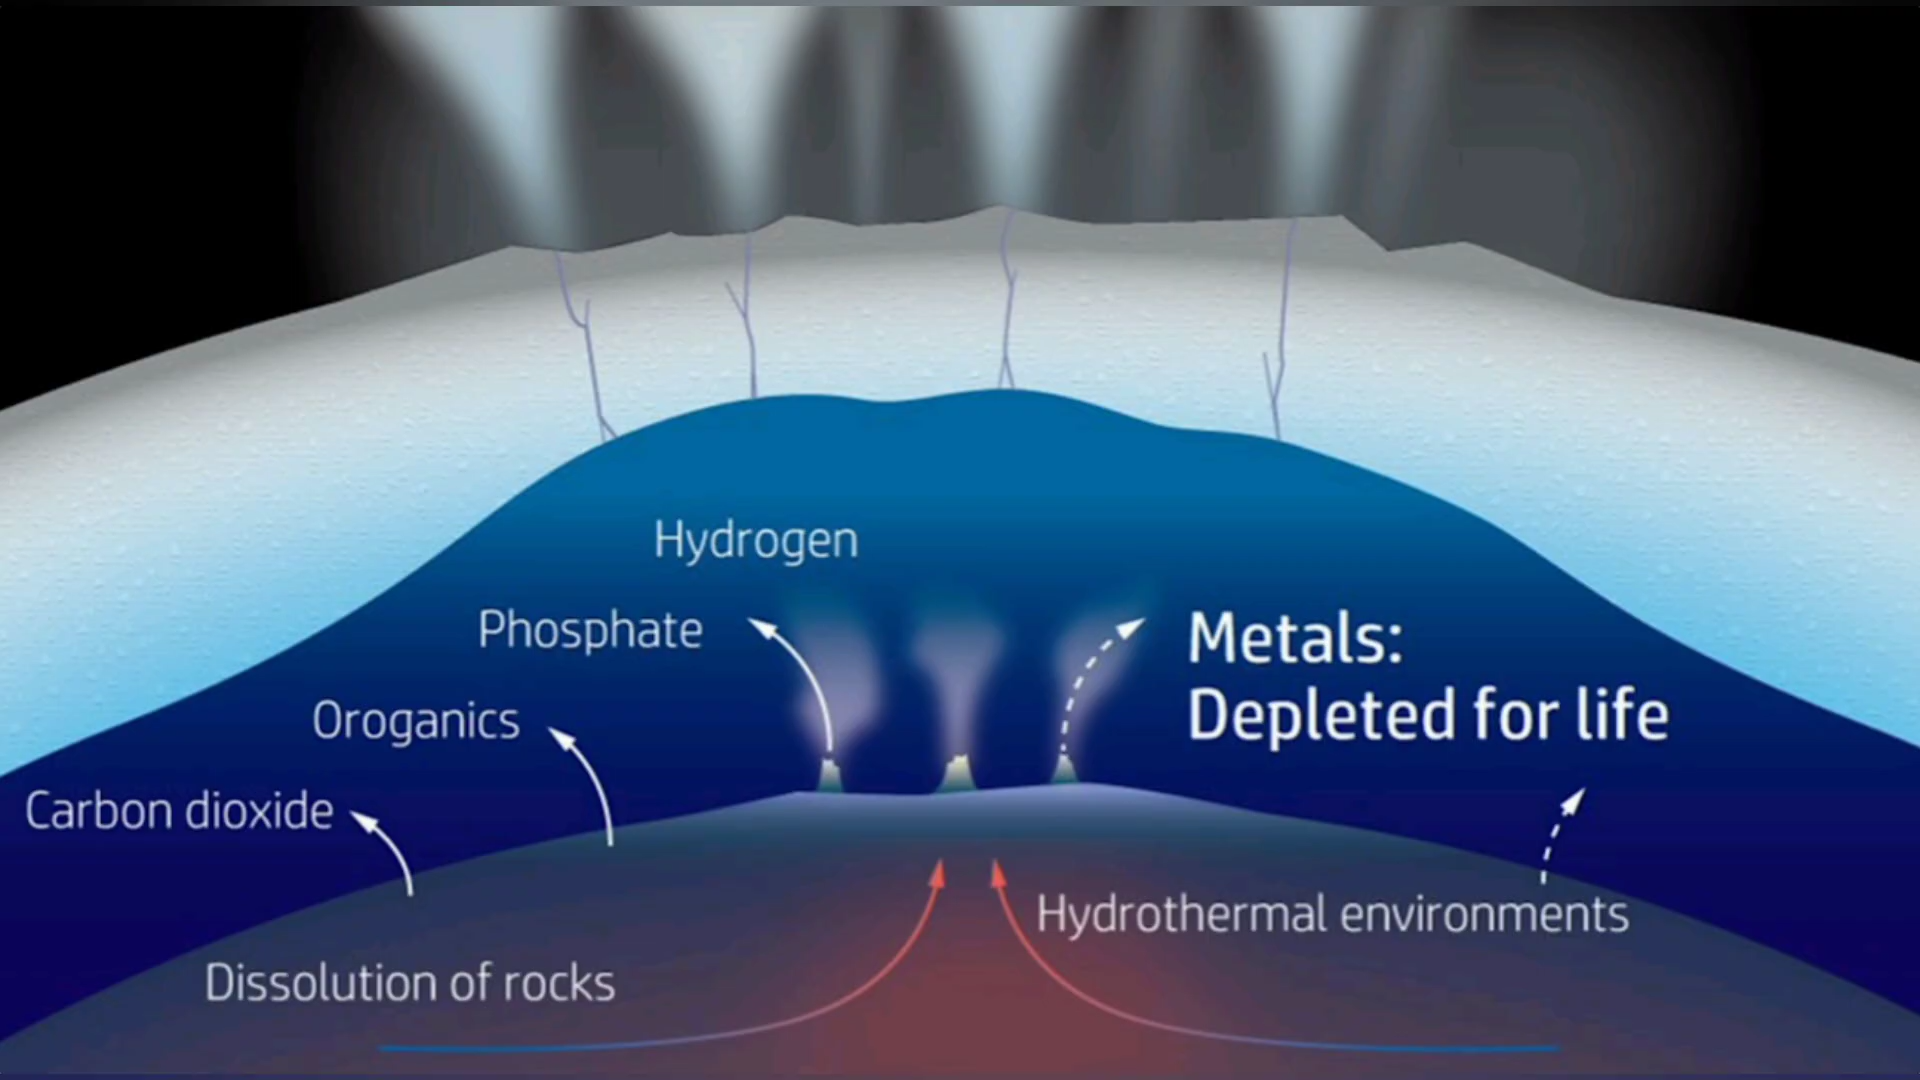 Hydrogen
Phosphate
Metals:
Depleted for life
Oroganics
Carbon dioxide
Hydrothermal environments
Dissolution of rocks